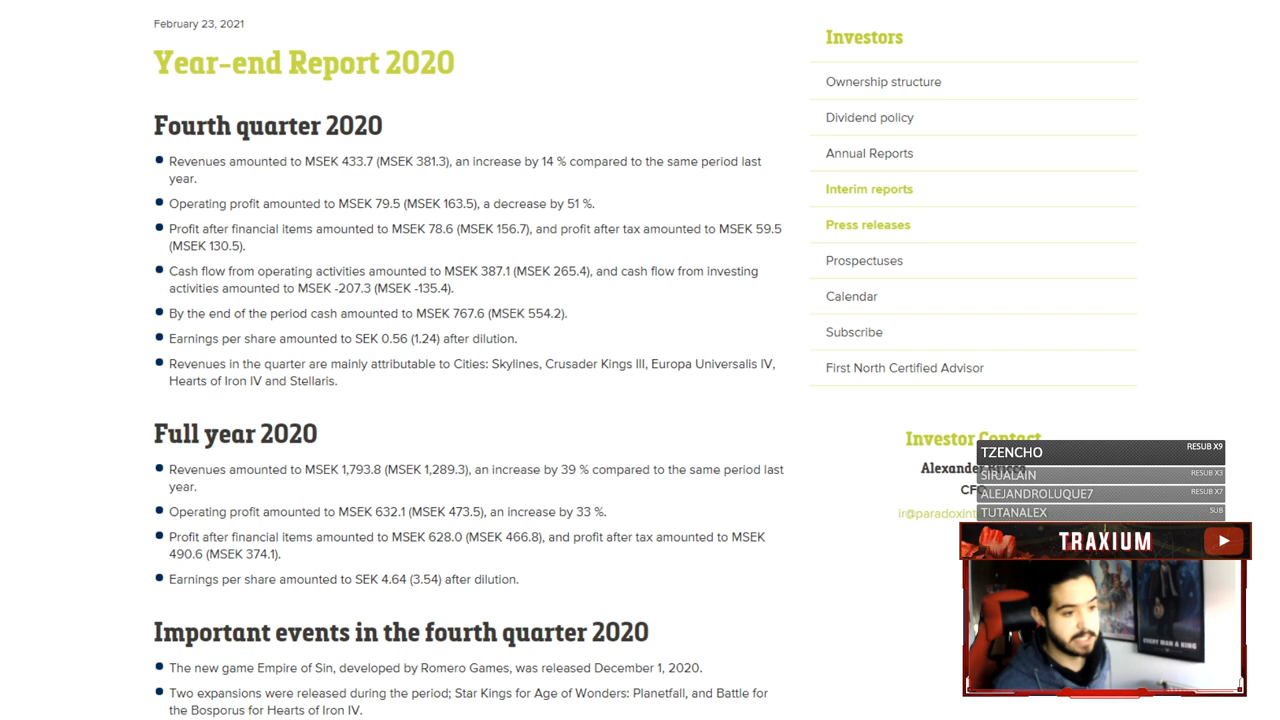 February 23, 2021
Year-end Report 2020
Fourth quarter 2020
Revenues amounted to MSEK 433.7 (MSEK 381.3), an increase by 14 % compared to the same period last
year.
Operating profit amounted to MSEK 79.5 (MSEK 163.5), a decrease by 51 %.
Profit after financial items amounted to MSEK 78.6 (MSEK 156.7), and profit after tax amounted to MSEK 59.5
(MSEK 130.5).
Cash flow from operating activities amounted to MSEK 387.1 (MSEK 265.4), and cash flow from investing
activities amounted to MSEK -207.3 (MSEK -135.4).
By the end of the period cash amounted to MSEK 767.6 (MSEK 554.2).
Earnings per share amounted to SEK 0.56 (1.24) after dilution.
Revenues in the quarter are mainly attributable to Cities: Skylines, Crusader Kings III, Europa Universalis IV,
Hearts of Iron IV and Stellaris.
Full year 2020
Revenues amounted to MSEK 1,793.8 (MSEK 1,289.3), an increase by 39 % compared to the same period last
year.
Operating profit amounted to MSEK 632.1 (MSEK 473.5), an increase by 33 %.
Profit after financial items amounted to MSEK 628.0 (MSEK 466.8), and profit after tax amounted to MSEK
490.6 (MSEK 374.1).
Earnings per share amounted to SEK 4.64 (3.54) after dilution.
Important events in the fourth quarter 2020
The new game Empire of Sin, developed by Romero Games, was released December 1, 2020.
Two expansions were released during the period; Star Kings for Age of Wonders: Planetfall, and Battle for
the Bosporus for Hearts of Iron IV.
Investors
Ownership structure
Dividend policy
Annual Reports
Interim reports
Press releases
Prospectuses
Calendar
Subscribe
First North Certified Advisor
Investor Contact
Alexander
CF
ir@paradoxint
TZENCHO RESUB X9
SIRJALAIN RESUB X3
ALEJANDROLUQUE7 RESUB X7
TUTANALEX SUB
TRAXIUM
EVERY MAN A KING